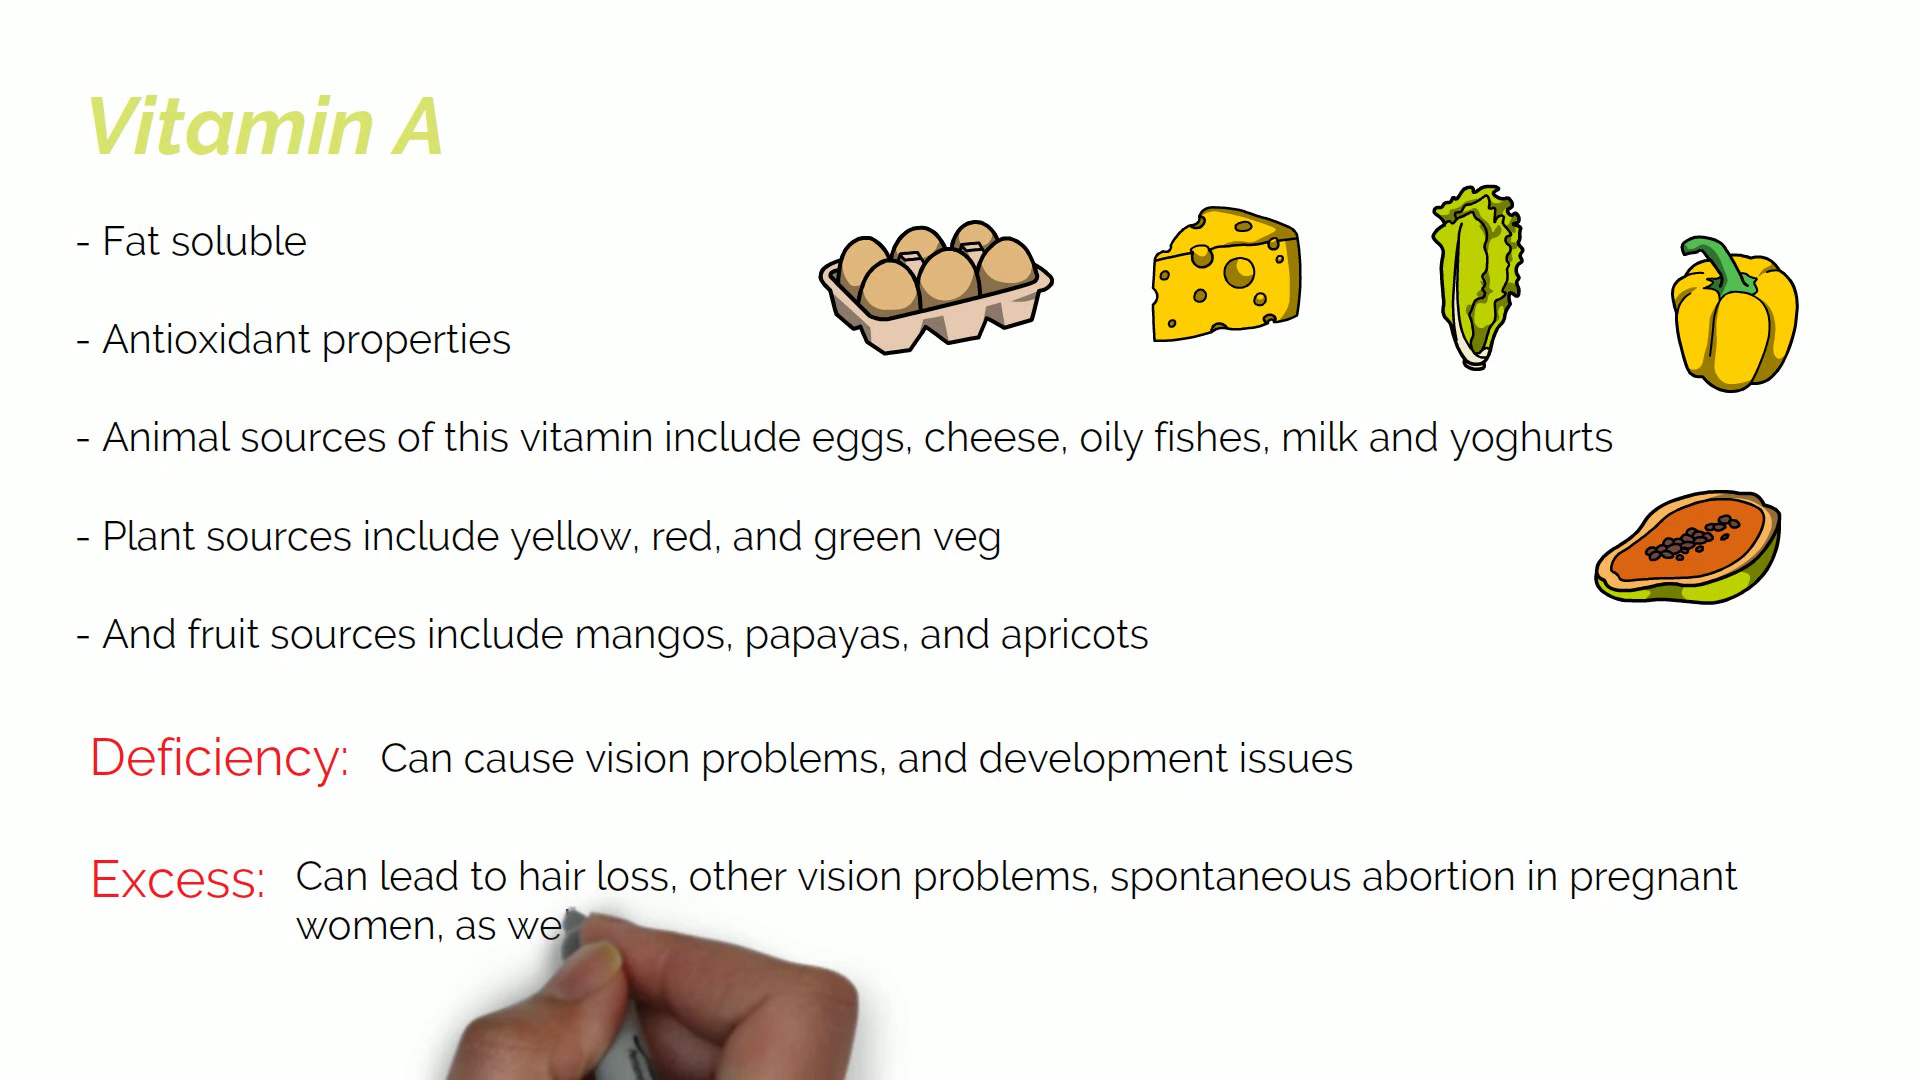 Vitamin A
- Fat soluble
- Antioxidant properties
- Animal sources of this vitamin include eggs, cheese, oily fishes, milk and yoghurts
- Plant sources include yellow, red, and green veg
- And fruit sources include mangos, papayas, and apricots
Deficiency: Can cause vision problems, and development issues
Excess: Can lead to hair loss, other vision problems, spontaneous abortion in pregnant
women, as we